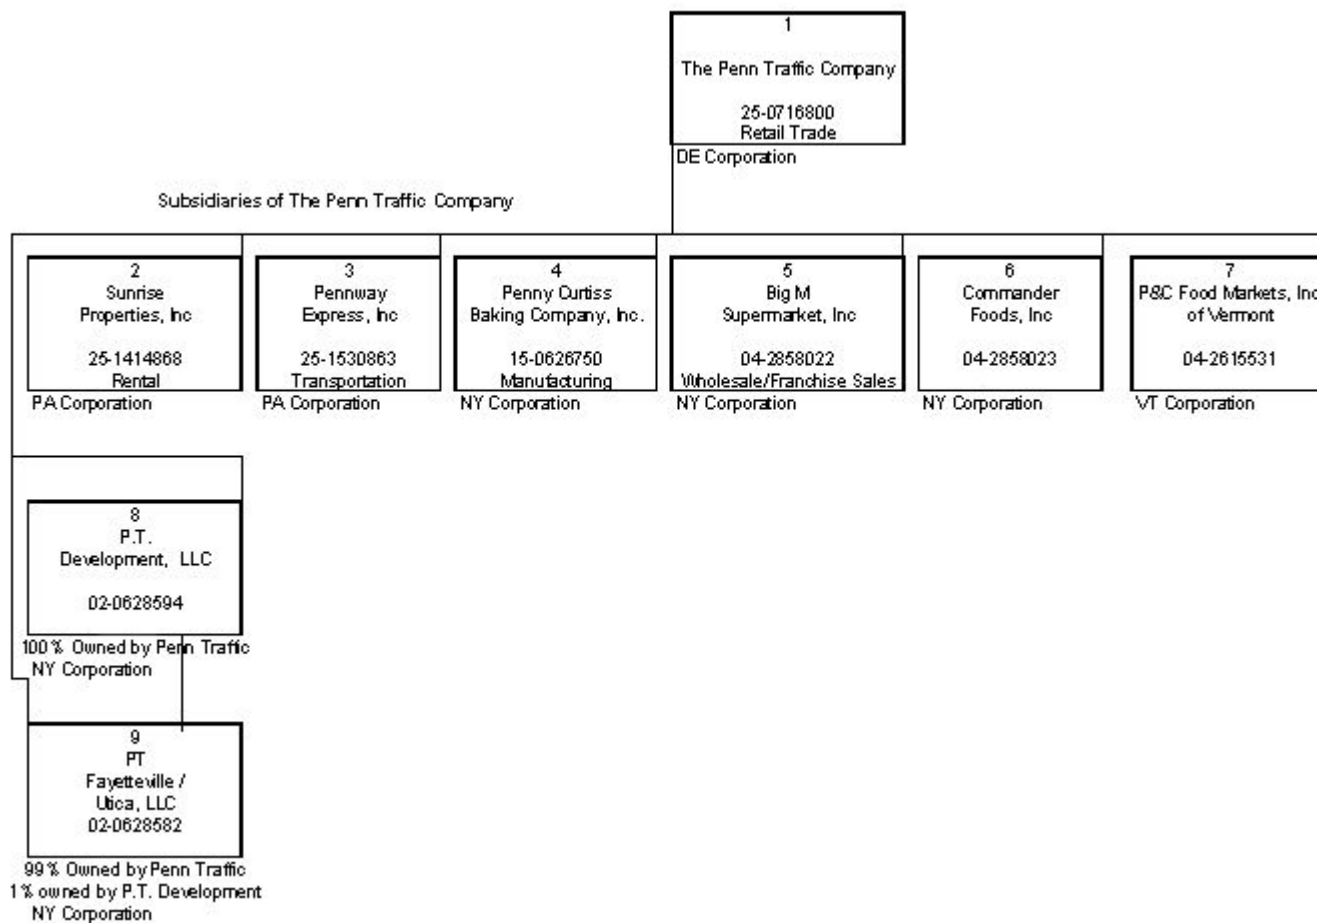 1
The Penn Traffic Company
25-0716800
Retail Trade
DE Corporation
Subsidiaries of The Penn Traffic Company
2
Sunrise
Properties, Inc
25-1414868
Rental
PA Corporation
3
Pennway
Express, Inc
25-1530863
Transportation
PA Corporation
4
Penny Curtiss
Baking Company, Inc.
15-0626750
Manufacturing
NY Corporation
5
Big M
Supermarket, Inc
04-2858022
Wholesale/Franchise Sales
NY Corporation
6
Commander
Foods, Inc
04-2858023
NY Corporation
7
P&C Food Markets, Inc
of Vermont
04-2615531
VT Corporation
8
P.T.
Development, LLC
02-0628594
100% Owned by Penn Traffic
NY Corporation
9
PT
Fayetteville /
Utica, LLC
02-0628582
99% Owned by Penn Traffic
1% owned by P.T. Development
NY Corporation